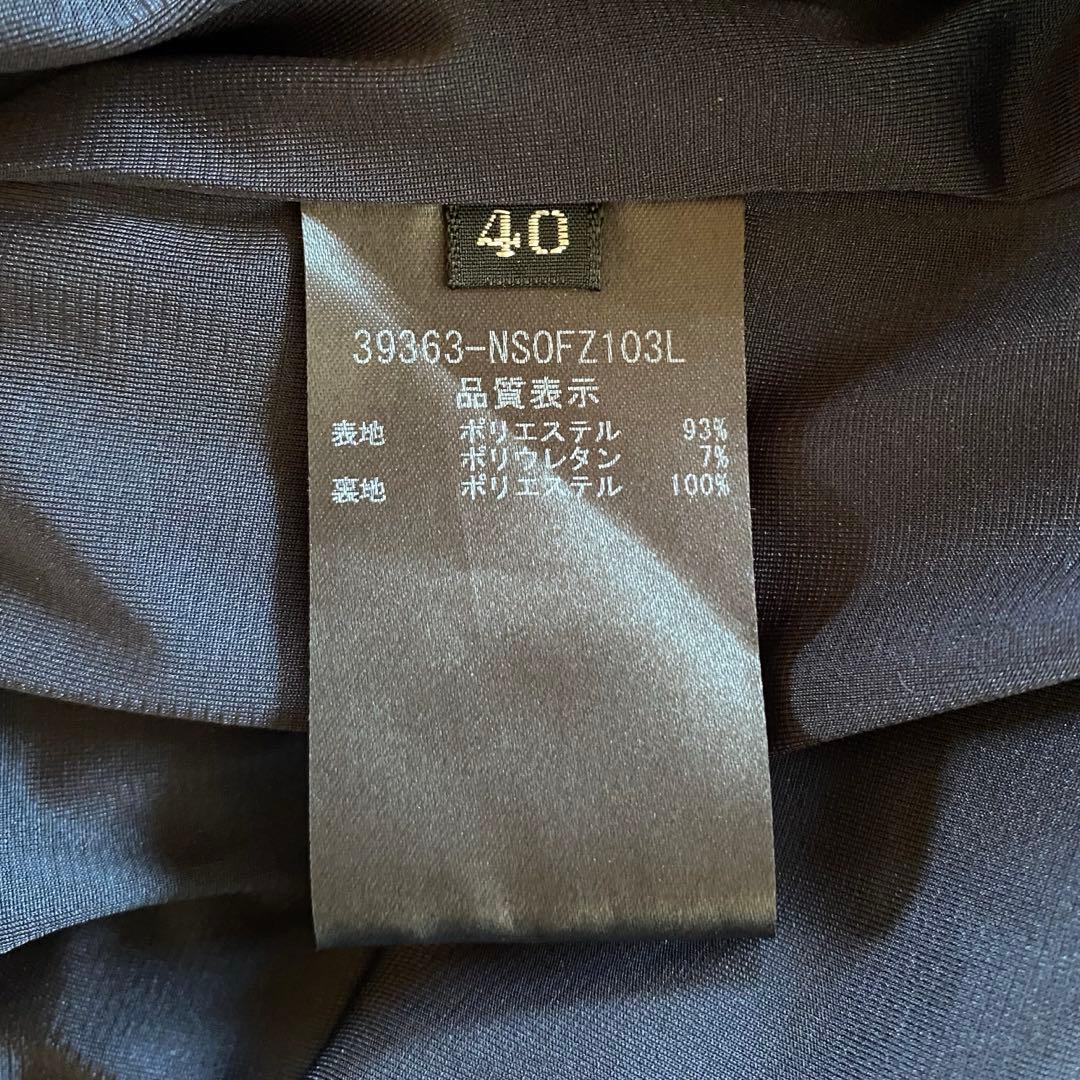 40
39363-NSOFZ103L
品質表示
表地 ポリエステル 93%
ポリウレタン 7%
裏地 ポリエステル 100%